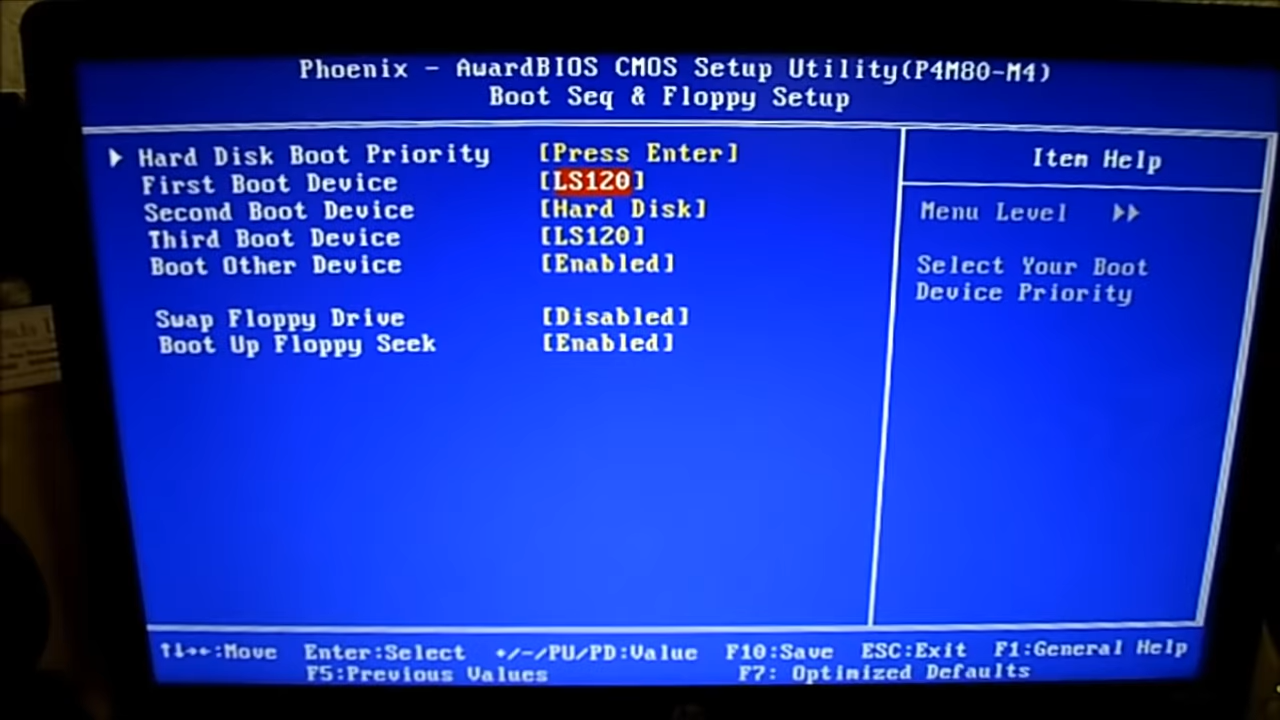 Phoenix - AwardBIOS CMOS Setup Utility(P4M80-M4)
Boot Seq & Floppy Setup
Hard Disk Boot Priority [Press Enter]
First Boot Device [LS120]
Second Boot Device [Hard Disk]
Third Boot Device [LS120]
Boot Other Device [Enabled]
Swap Floppy Drive [Disabled]
Boot Up Floppy Seek [Enabled]
Item Help
Menu Level ▶▶
Select Your Boot
Device Priority
↑↓→←:Move Enter:Select +/-/PU/PD:Value F10:Save ESC:Exit F1:General Help
F5:Previous Values F7: Optimized Defaults